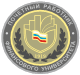 ПОЧЕТНЫЙ РАБОТНИК
ФИНАНСОВОГО УНИВЕРСИТЕТА